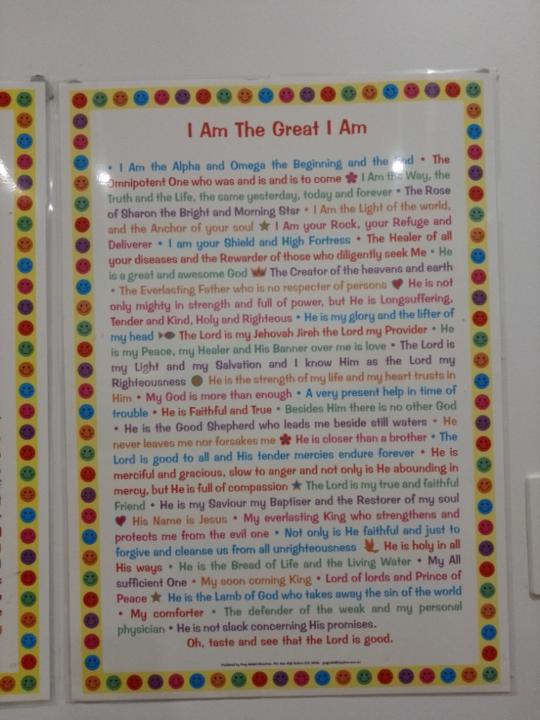 I Am The Great I Am
• I Am the Alpha and Omega the Beginning and the End • The
Omnipotent One who was and is and is to come I Am the Way, the
Truth and the Life, the same yesterday, today and forever • The Rose
of Sharon the Bright and Morning Star • I Am the Light of the world,
and the Anchor of your soul I Am your Rock, your Refuge and
Deliverer • I am your Shield and High Fortress • The Healer of all
your diseases and the Rewarder of those who diligently seek Me • He
is a great and awesome God The Creator of the heavens and earth
• The Everlasting Father who is no respecter of persons He is not
only mighty in strength and full of power, but He is Longsuffering,
Tender and Kind, Holy and Righteous • He is my glory and the lifter of
my head The Lord is my Jehovah Jireh the Lord my Provider • He
is my Peace, my Healer and His Banner over me is love • The Lord is
my Light and my Salvation and I know Him as the Lord my
Righteousness He is the strength of my life and my heart trusts in
Him • My God is more than enough • A very present help in time of
trouble • He is Faithful and True • Besides Him there is no other God
• He is the Good Shepherd who leads me beside still waters • He
never leaves me nor forsakes me He is closer than a brother • The
Lord is good to all and His tender mercies endure forever • He is
merciful and gracious, slow to anger and not only is He abounding in
mercy, but He is full of compassion The Lord is my true and faithful
Friend • He is my Saviour my Baptiser and the Restorer of my soul
His Name is Jesus • My everlasting King who strengthens and
protects me from the evil one • Not only is He faithful and just to
forgive and cleanse us from all unrighteousness He is holy in all
His ways • He is the Bread of Life and the Living Water • My All
sufficient One • My soon coming King • Lord of lords and Prince of
Peace He is the Lamb of God who takes away the sin of the world
• My comforter • The defender of the weak and my personal
physician • He is not slack concerning His promises.
Oh, taste and see that the Lord is good.